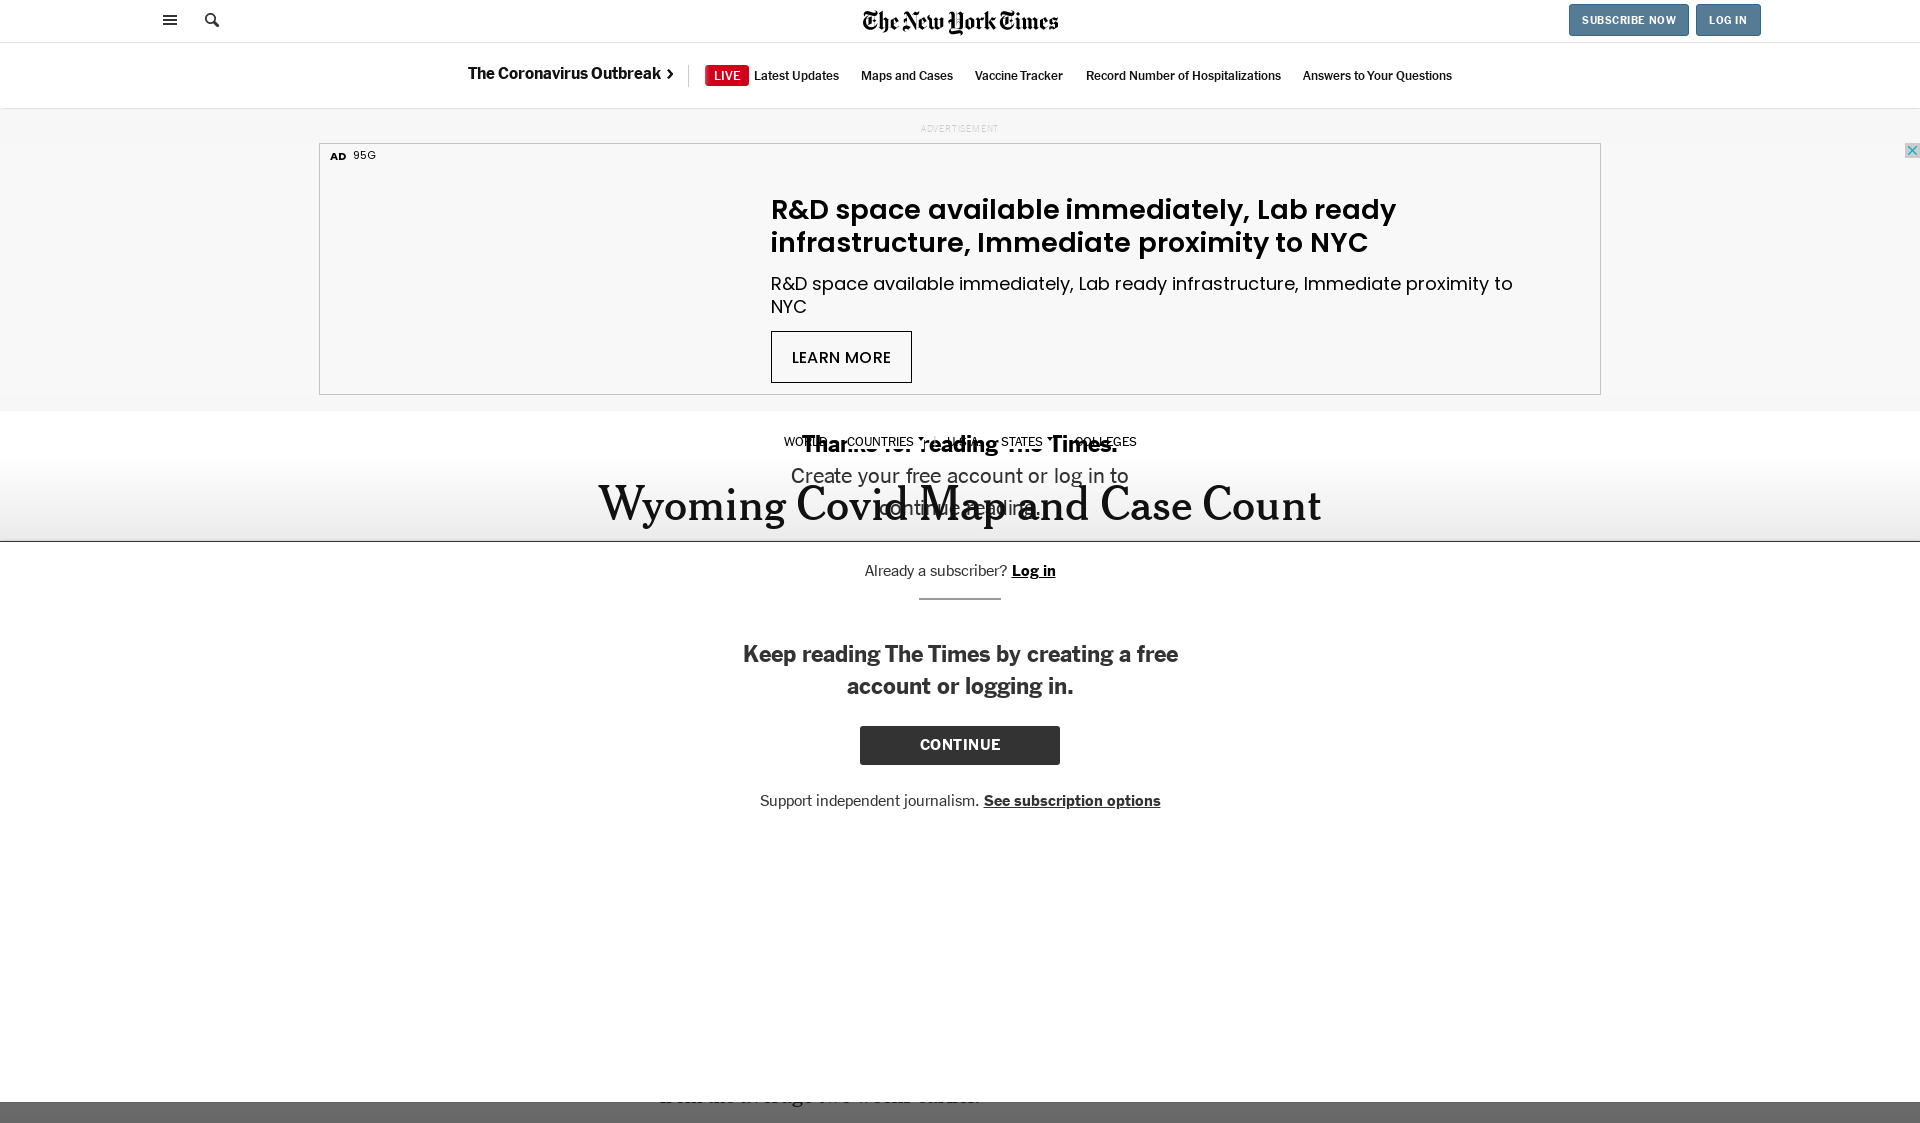 The New York Times
SUBSCRIBE NOW
LOG IN
The Coronavirus Outbreak
LIVE Latest Updates
Maps and Cases
Vaccine Tracker
Record Number of Hospitalizations
Answers to Your Questions
ADVERTISEMENT
AD 95G
R&D space available immediately, Lab ready
infrastructure, Immediate proximity to NYC
R&D space available immediately, Lab ready infrastructure, Immediate proximity to
NYC
LEARN MORE
WORLD COUNTRIES U.S.A. STATES COLLEGES
Thanks for reading The Times.
Create your free account or log in to
continue reading.
Wyoming Covid Map and Case Count
Already a subscriber? Log in
Keep reading The Times by creating a free
account or logging in.
CONTINUE
Support independent journalism. See subscription options